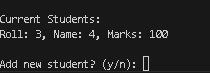 Current Students:
Roll: 3, Name: 4, Marks: 100
Add new student? (y/n):